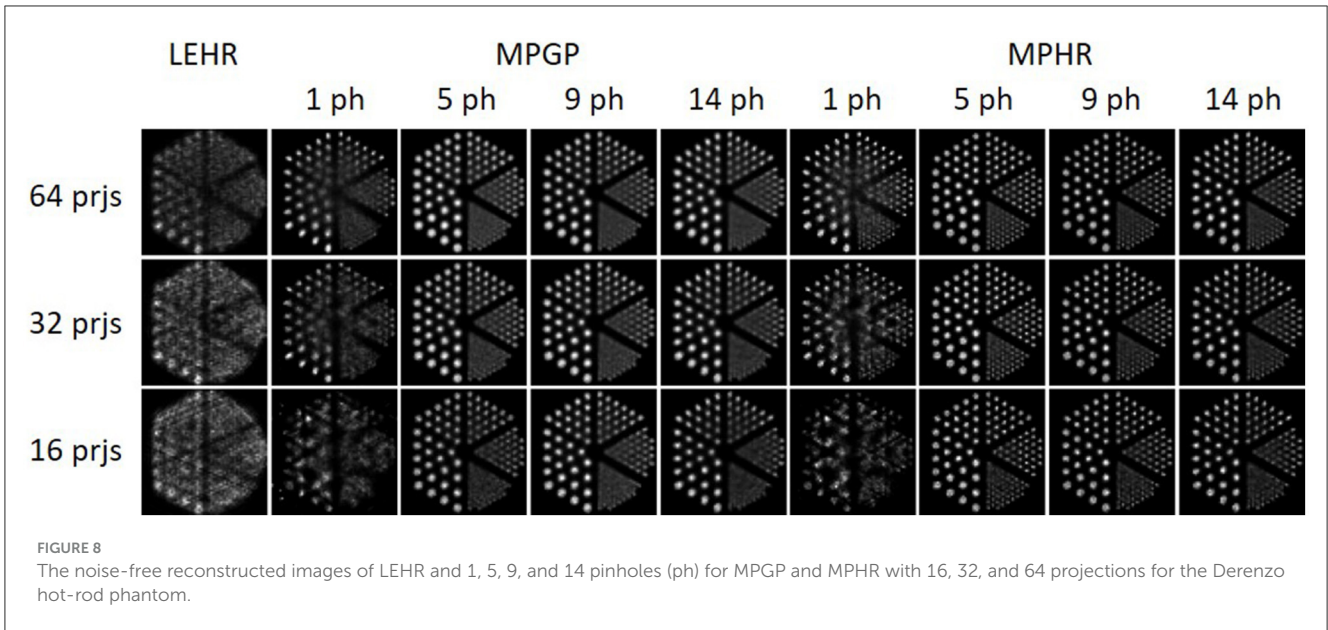 LEHR MPGP MPHR
1 ph 5 ph 9 ph 14 ph 1 ph 5 ph 9 ph 14 ph
64 prjs
32 prjs
16 prjs
FIGURE 8
The noise-free reconstructed images of LEHR and 1, 5, 9, and 14 pinholes (ph) for MPGP and MPHR with 16, 32, and 64 projections for the Derenzo
hot-rod phantom.